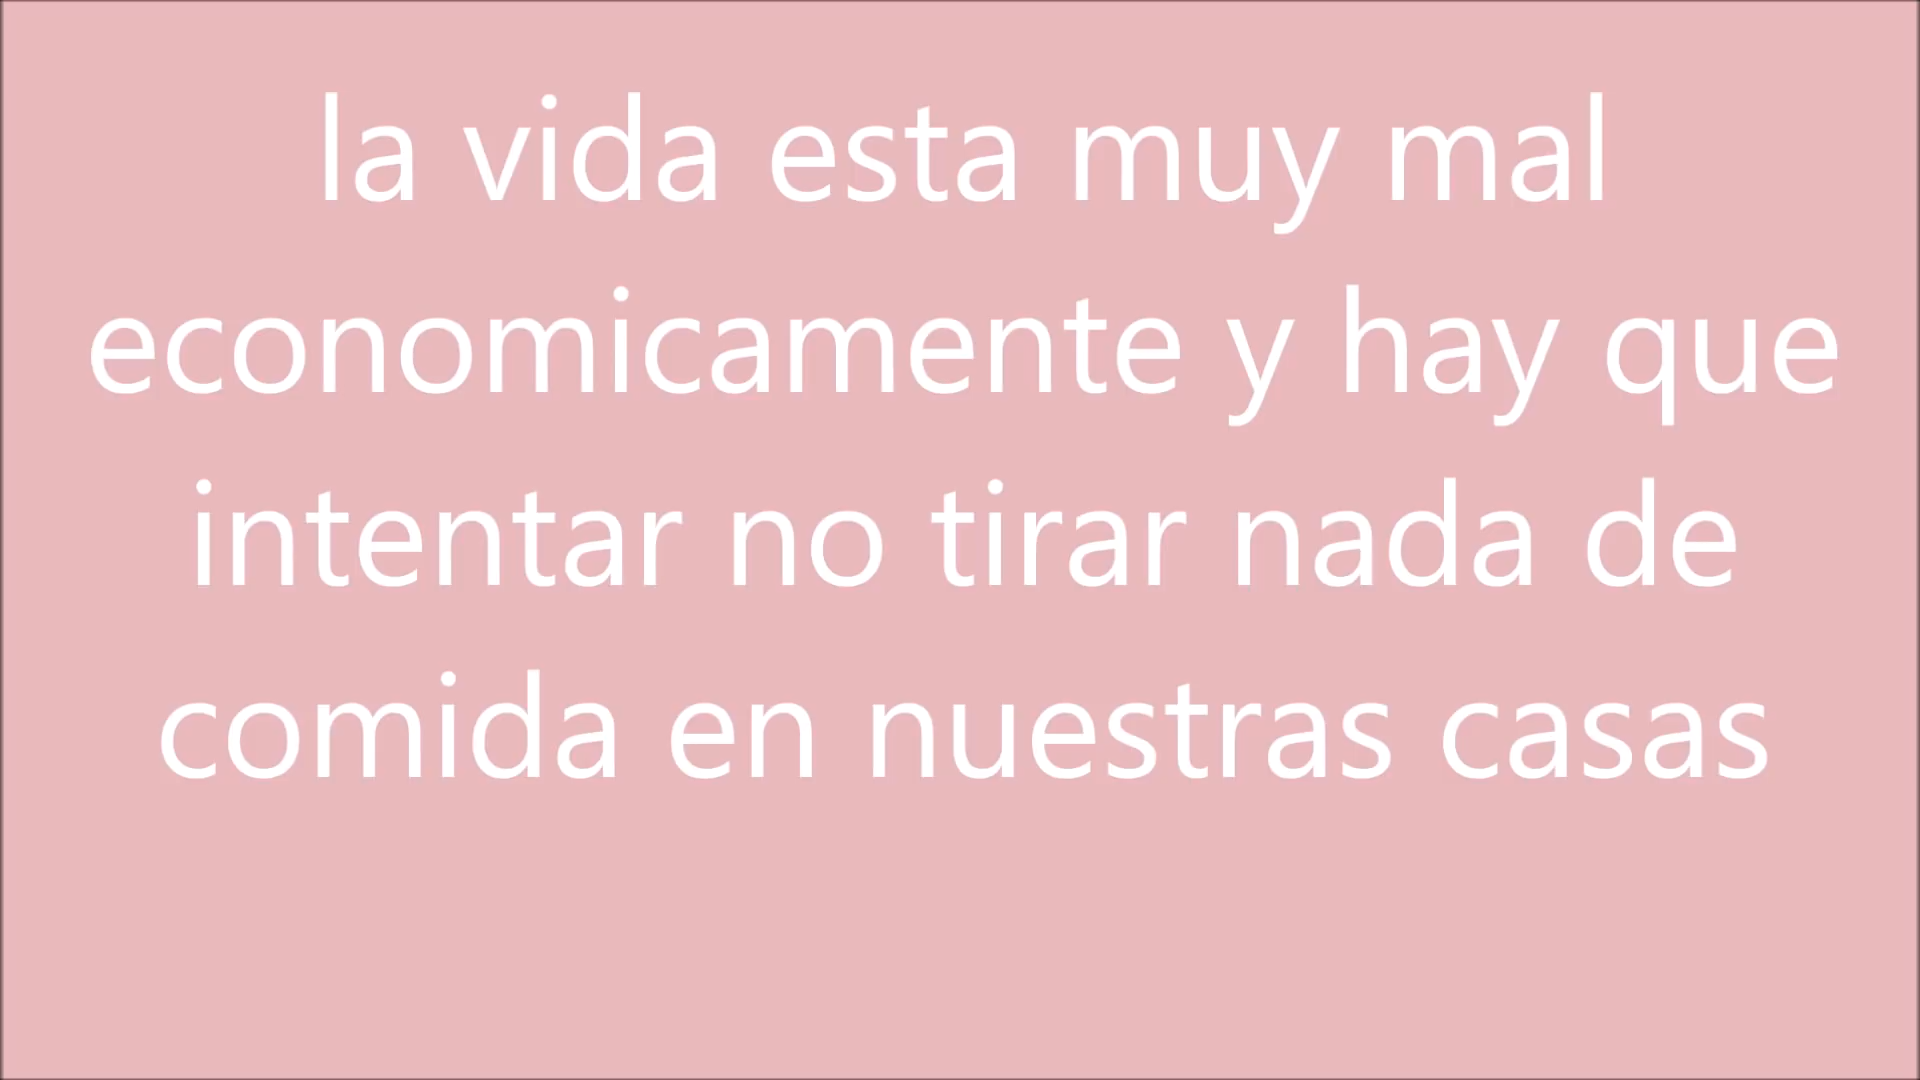 la vida esta muy mal
economicamente y hay que
intentar no tirar nada de
comida en nuestras casas